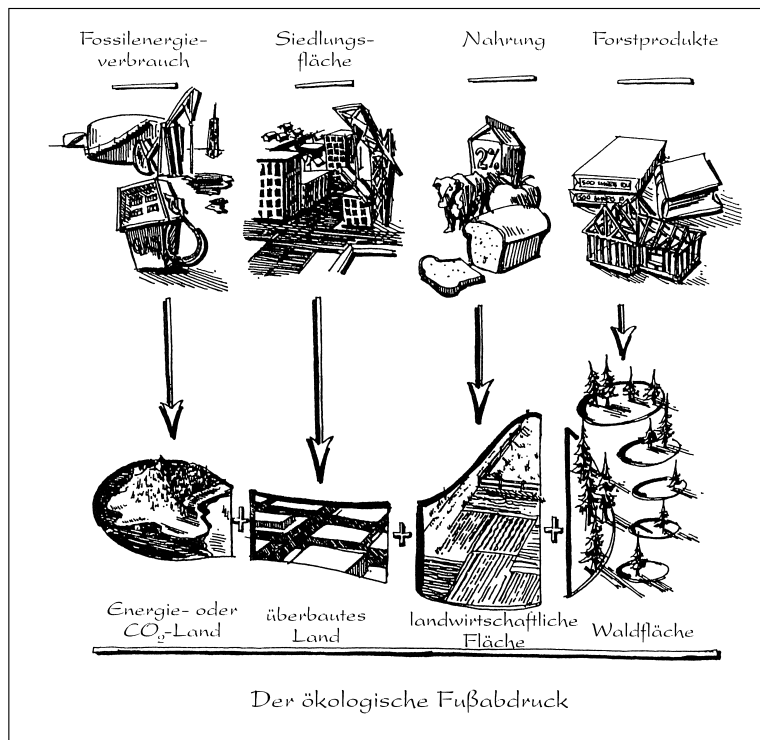 Fossilenergie-
verbrauch
Siedlungs-
fläche
Nahrung
Forstprodukte
2%
Energie- oder
CO₂-Land
überbautes
Land
landwirtschaftliche
Fläche
Waldfläche
+
+
+
Der ökologische Fußabdruck